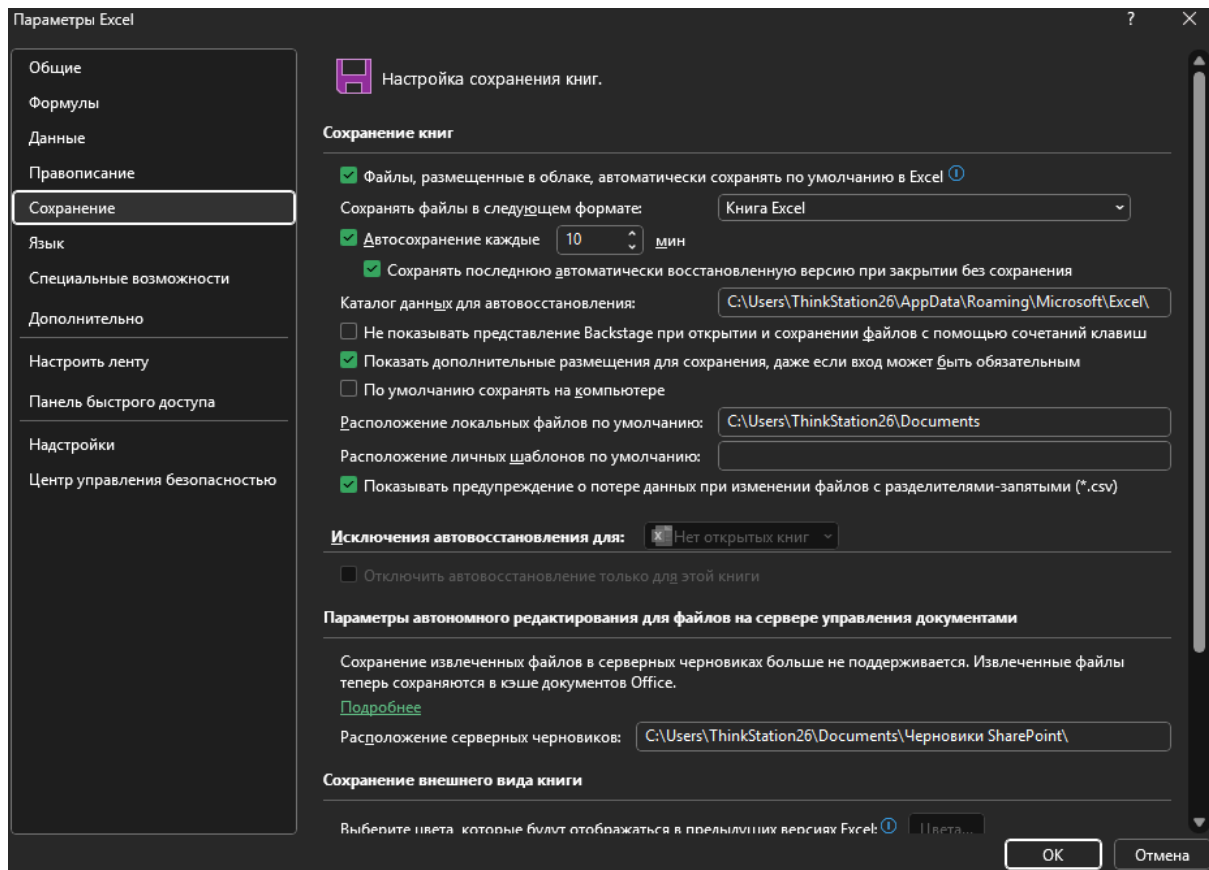 Параметры Excel
?
Общие
Формулы
Данные
Правописание
Сохранение
Язык
Специальные возможности
Дополнительно
Настроить ленту
Панель быстрого доступа
Надстройки
Центр управления безопасностью
Настройка сохранения книг.
Сохранение книг
Файлы, размещенные в облаке, автоматически сохранять по умолчанию в Excel
Сохранять файлы в следующем формате: Книга Excel
Автосохранение каждые 10 мин
Сохранять последнюю автоматически восстановленную версию при закрытии без сохранения
Каталог данных для автовосстановления: C:\Users\ThinkStation26\AppData\Roaming\Microsoft\Excel\
Не показывать представление Backstage при открытии и сохранении файлов с помощью сочетаний клавиш
Показать дополнительные размещения для сохранения, даже если вход может быть обязательным
По умолчанию сохранять на компьютере
Расположение локальных файлов по умолчанию: C:\Users\ThinkStation26\Documents
Расположение личных шаблонов по умолчанию:
Показывать предупреждение о потере данных при изменении файлов с разделителями-запятыми (*.csv)
Исключения автовосстановления для: Нет открытых книг
Отключить автовосстановление только для этой книги
Параметры автономного редактирования для файлов на сервере управления документами
Сохранение извлеченных файлов в серверных черновиках больше не поддерживается. Извлеченные файлы
теперь сохраняются в кэше документов Office.
Подробнее
Расположение серверных черновиков: C:\Users\ThinkStation26\Documents\Черновики SharePoint\
Сохранение внешнего вида книги
Выберите цвета, которые будут отображаться в предыдущих версиях Excel: Цвета...
ОК
Отмена